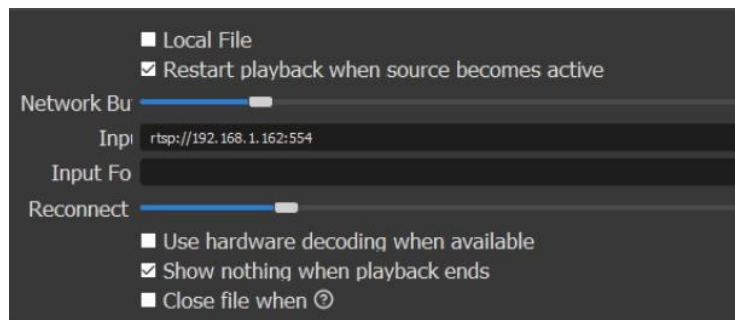 Local File
Restart playback when source becomes active
Network Bu
Inpu
rtsp://192.168.1.162:554
Input Fo
Reconnect
Use hardware decoding when available
Show nothing when playback ends
Close file when ?